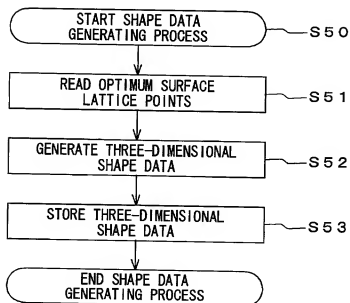 START SHAPE DATA
GENERATING PROCESS
S50
READ OPTIMUM SURFACE
LATTICE POINTS
S51
GENERATE THREE-DIMENSIONAL
SHAPE DATA
S52
STORE THREE-DIMENSIONAL
SHAPE DATA
S53
END SHAPE DATA
GENERATING PROCESS